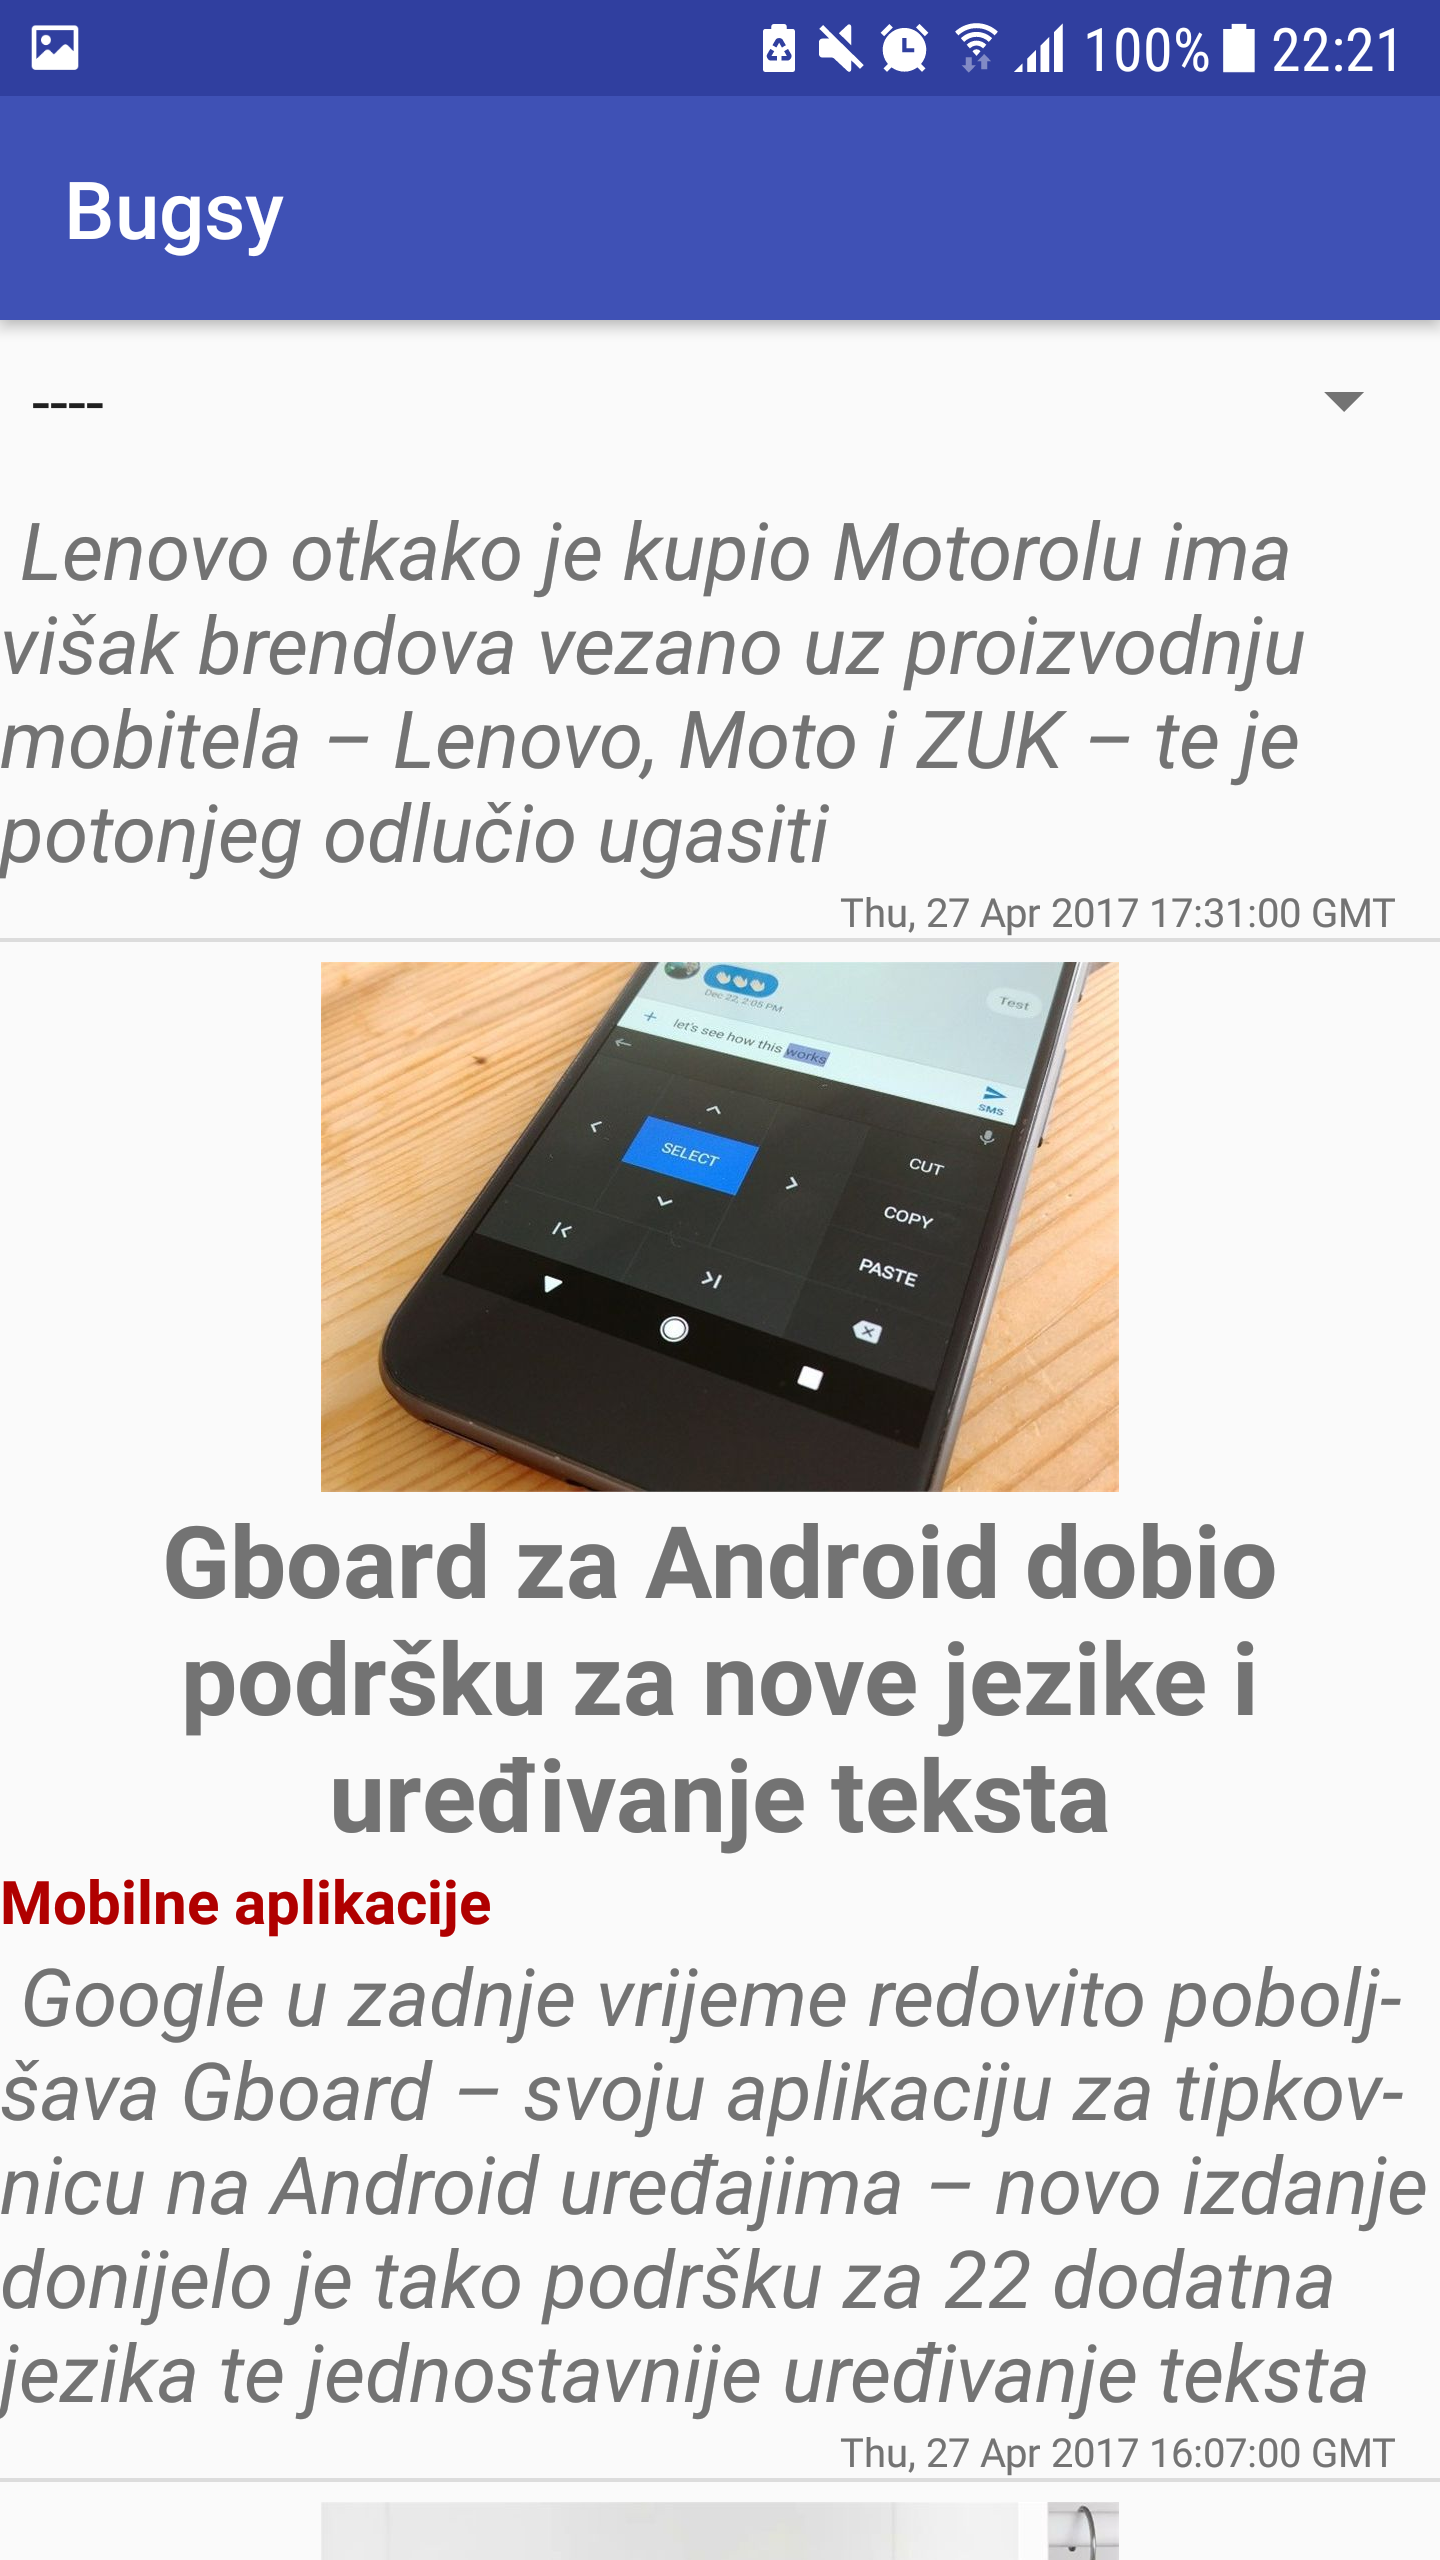 100% 22:21
Bugsy
----
Lenovo otkako je kupio Motorolu ima
višak brendova vezano uz proizvodnju
mobitela – Lenovo, Moto i ZUK – te je
potonjeg odlučio ugasiti
Thu, 27 Apr 2017 17:31:00 GMT
Dec 22, 2:05 PM
Test
let's see how this works
SMS
SELECT
CUT
COPY
PASTE
Gboard za Android dobio
podršku za nove jezike i
uređivanje teksta
Mobilne aplikacije
Google u zadnje vrijeme redovito pobolj-
šava Gboard – svoju aplikaciju za tipkov-
nicu na Android uređajima – novo izdanje
donijelo je tako podršku za 22 dodatna
jezika te jednostavnije uređivanje teksta
Thu, 27 Apr 2017 16:07:00 GMT